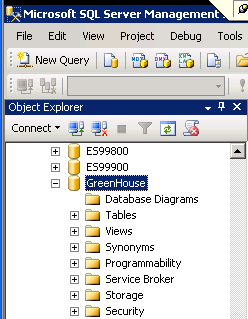 Microsoft SQL Server Management
File Edit View Project Debug Tools
New Query
Object Explorer
Connect
ES99800
ES99900
GreenHouse
Database Diagrams
Tables
Views
Synonyms
Programmability
Service Broker
Storage
Security